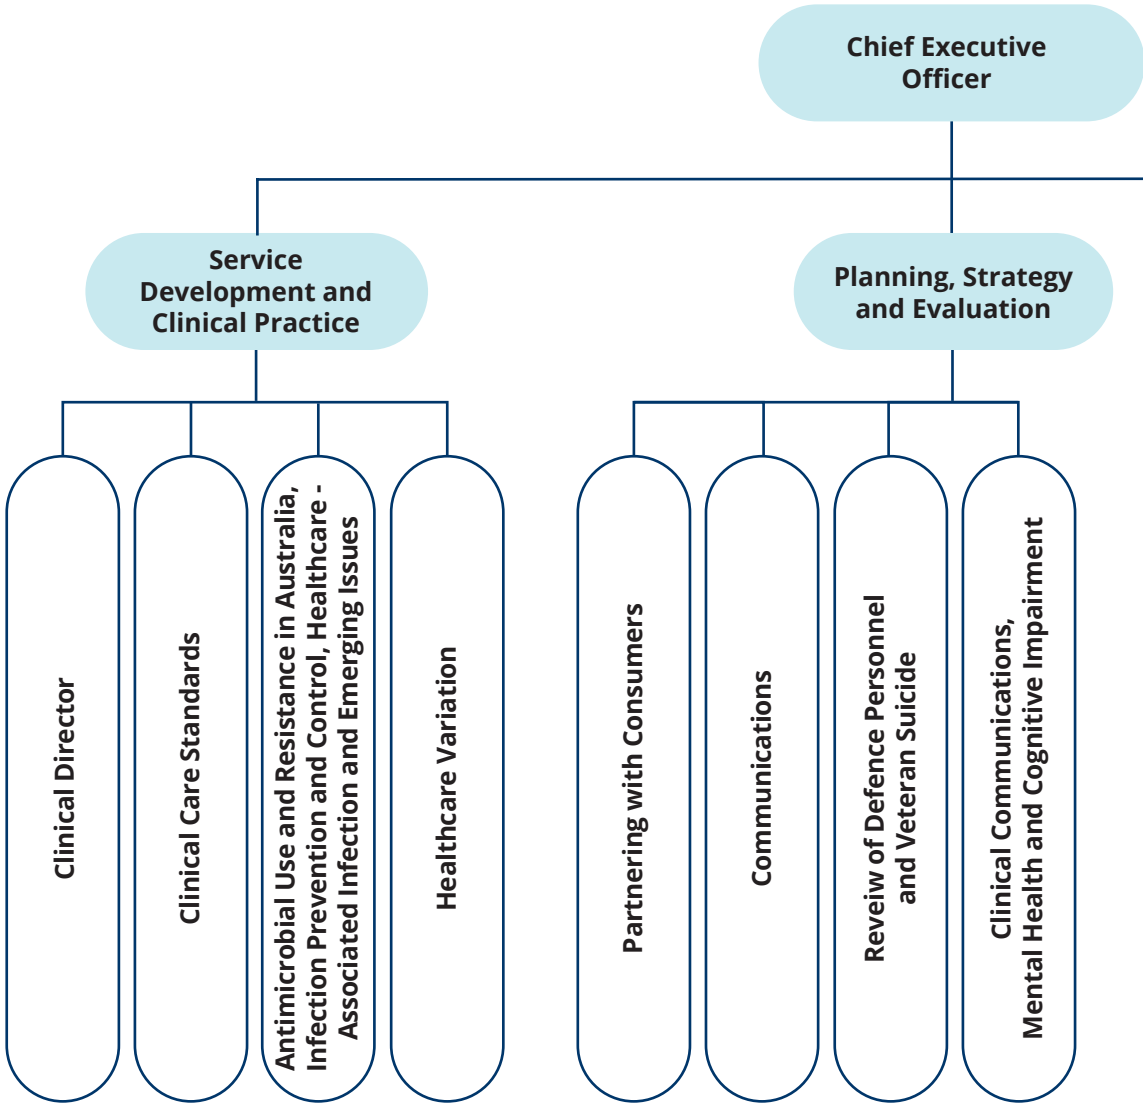 Chief Executive
Officer
Service
Development and
Clinical Practice
Planning, Strategy
and Evaluation
Clinical Director
Clinical Care Standards
Antimicrobial Use and Resistance in Australia,
Infection Prevention and Control, Healthcare -
Associated Infection and Emerging Issues
Healthcare Variation
Partnering with Consumers
Communications
Reveiw of Defence Personnel
and Veteran Suicide
Clinical Communications,
Mental Health and Cognitive Impairment